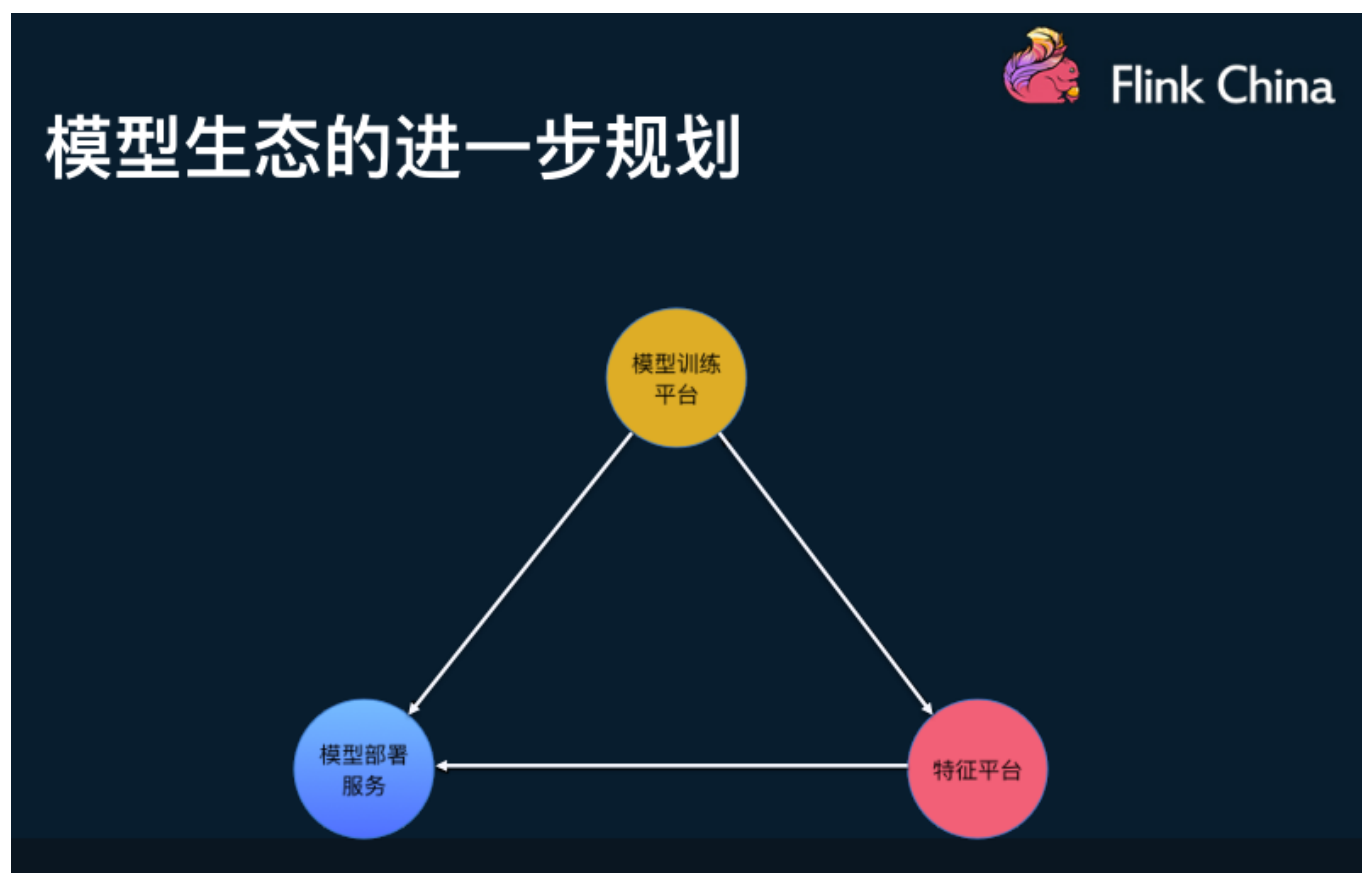 Flink China
模型生态的进一步规划
模型训练
平台
模型部署
服务
特征平台